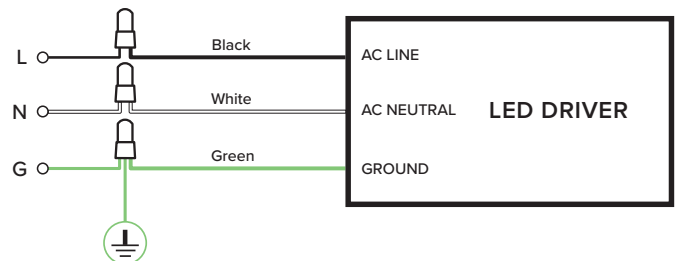 L
Black
AC LINE
N
White
AC NEUTRAL
LED DRIVER
G
Green
GROUND